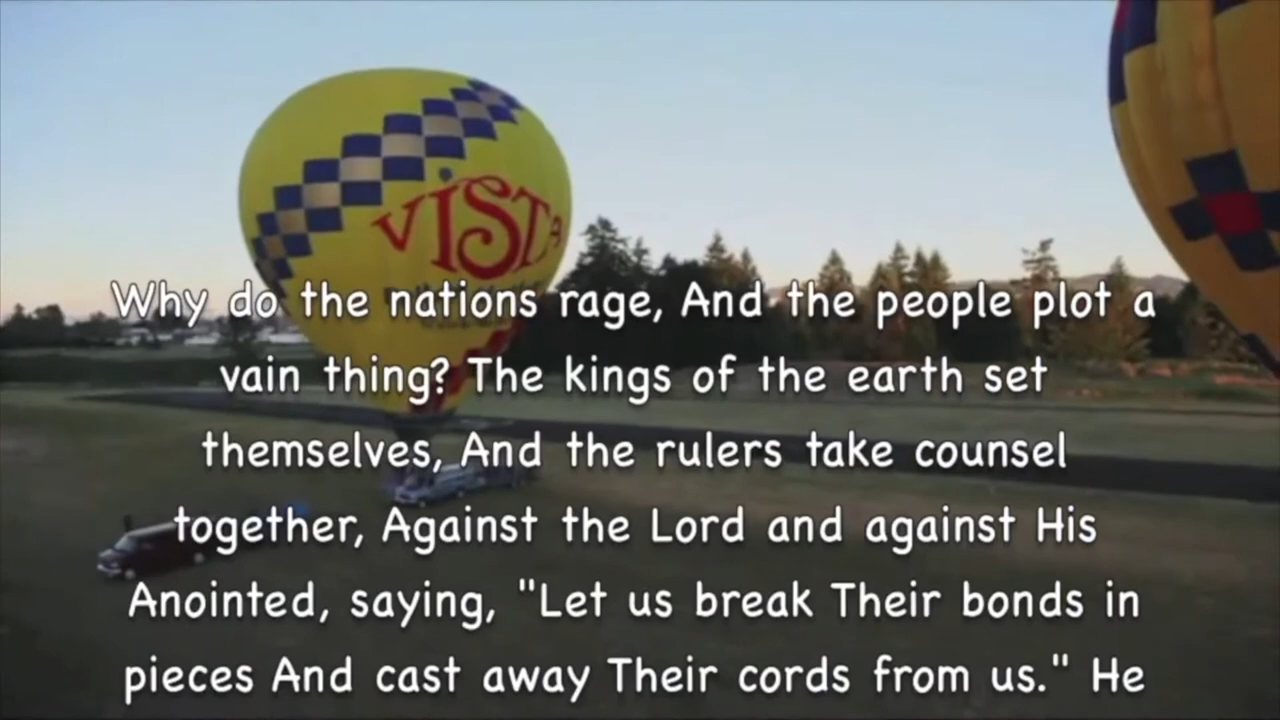 VISTA
Why do the nations rage, And the people plot a
vain thing? The kings of the earth set
themselves, And the rulers take counsel
together, Against the Lord and against His
Anointed, saying, "Let us break Their bonds in
pieces And cast away Their cords from us." He